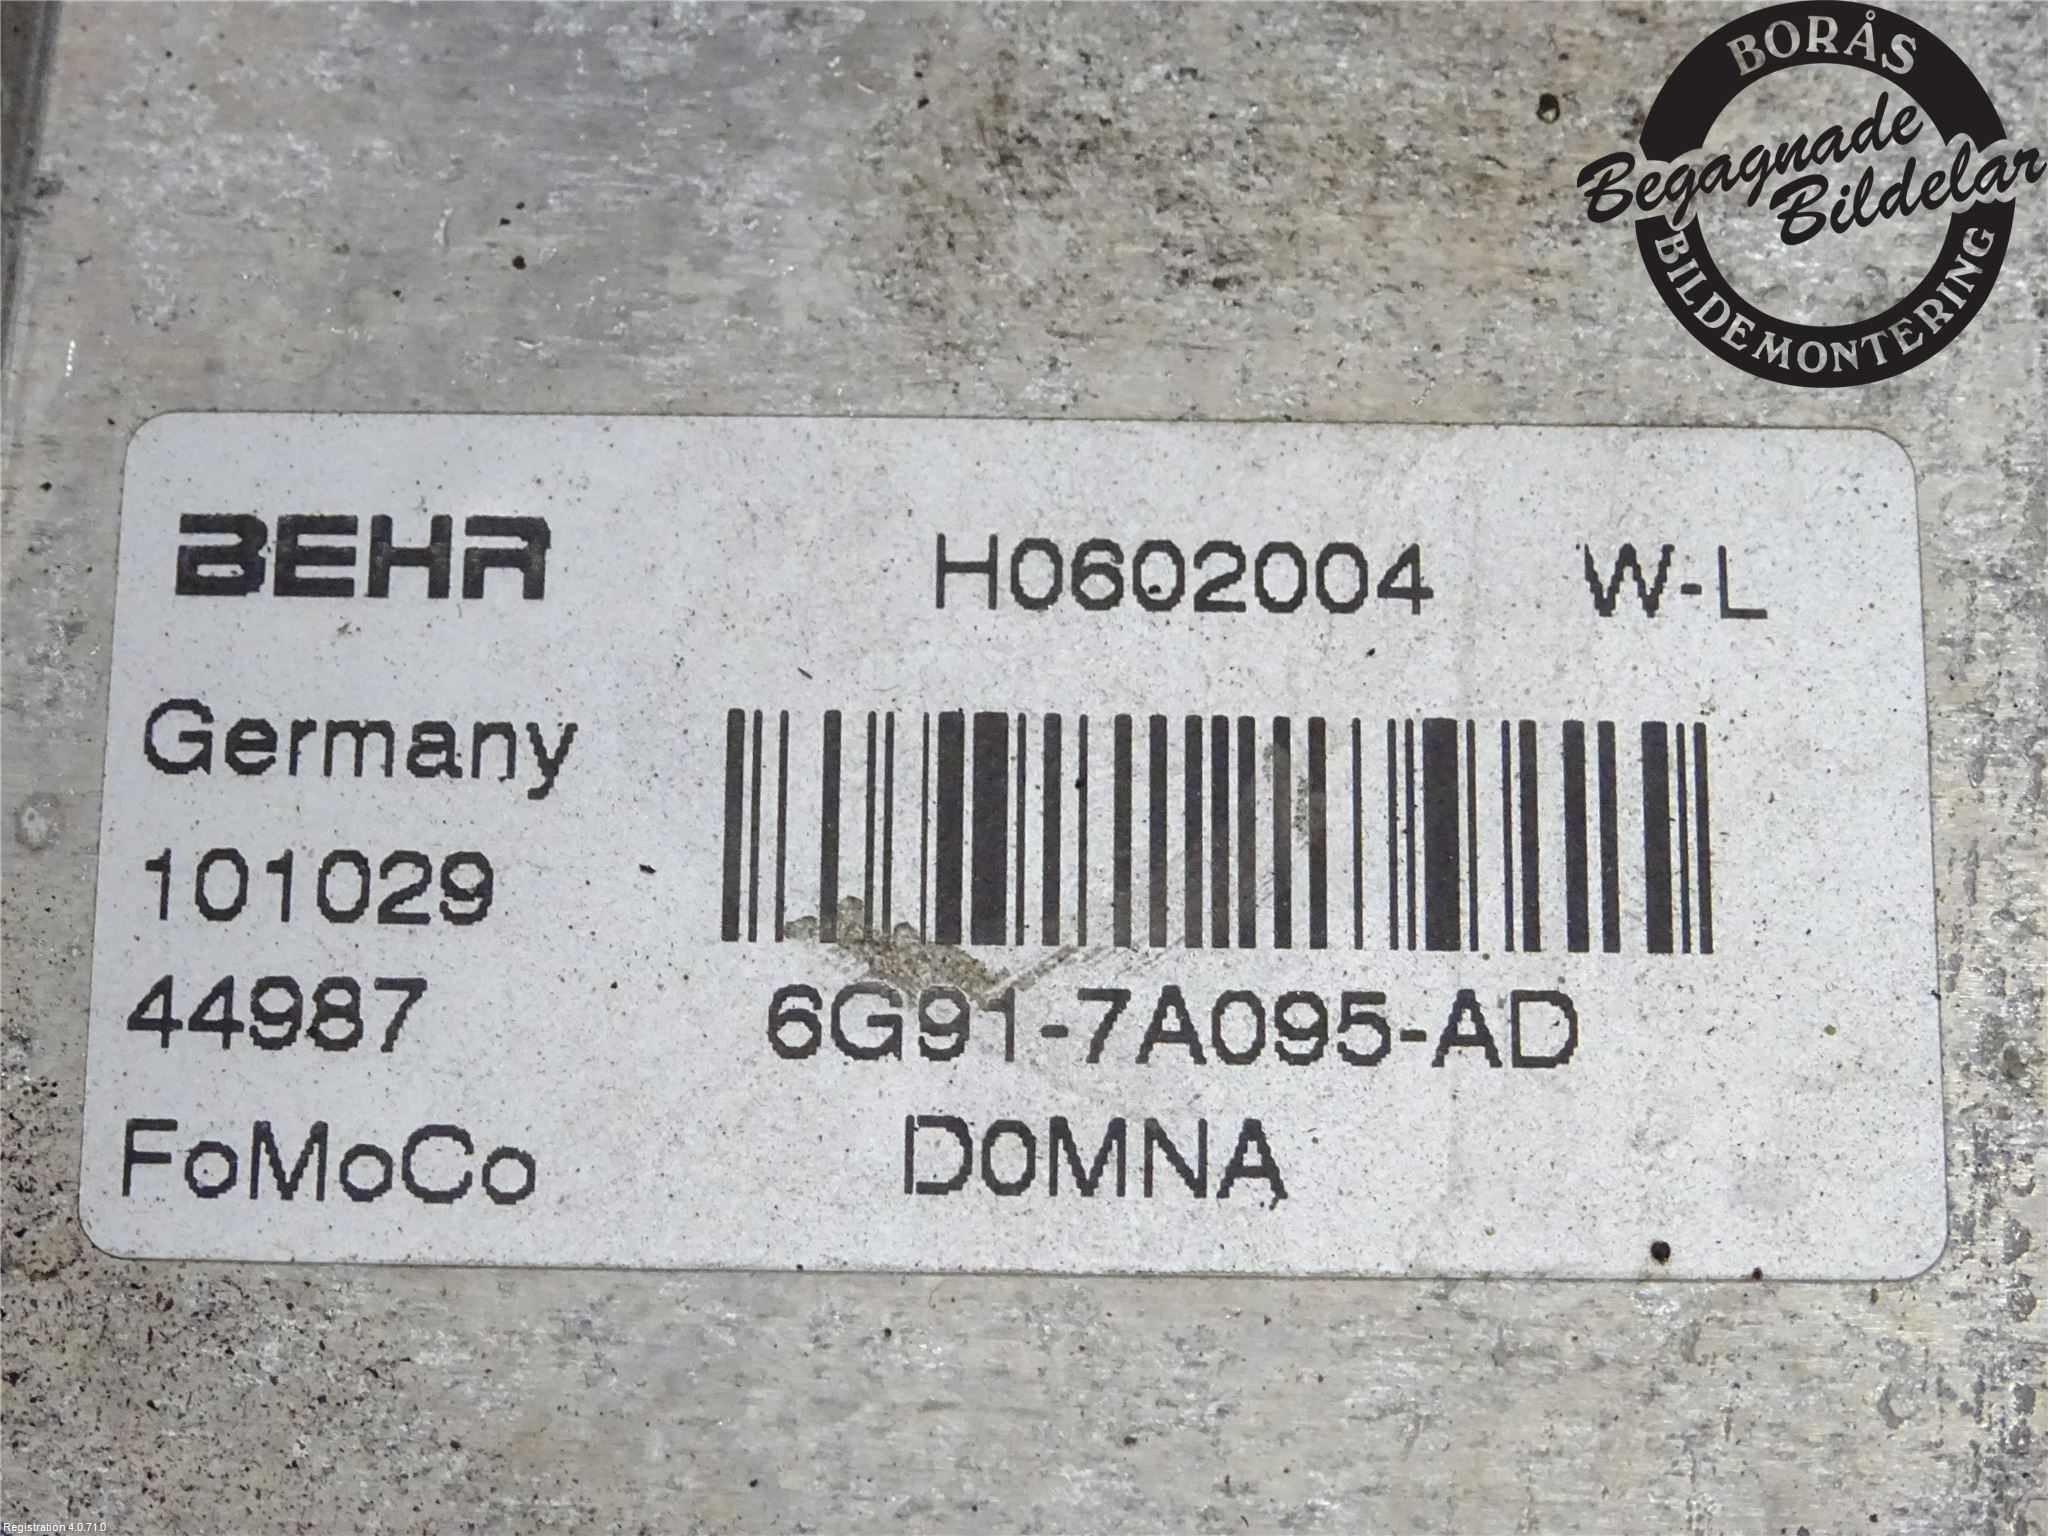 BORÅS
Begagnade
Bildelar
BILDEMONTERING
BEHR H0602004 W-L
Germany
101029
44987 6G91-7A095-AD
FoMoCo D0MNA
Registration 4.0.71.0